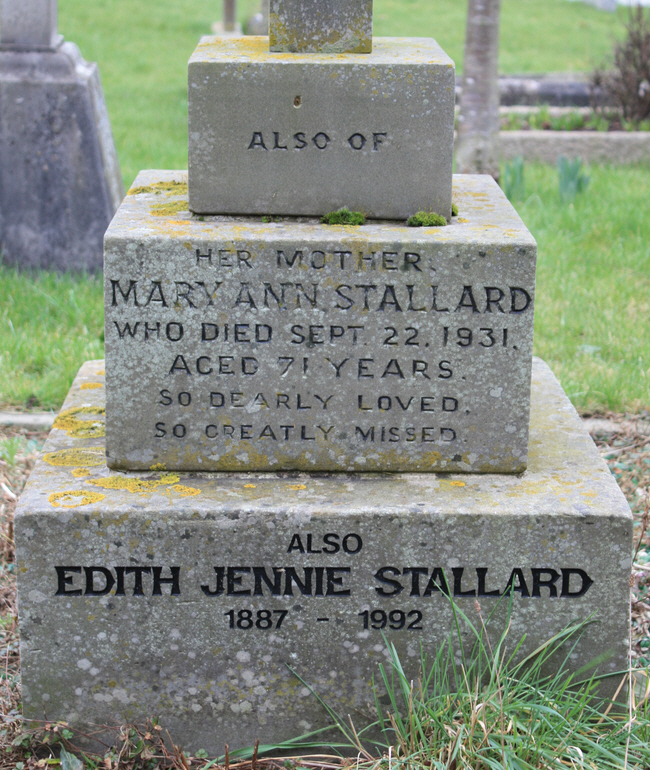 ALSO OF
HER MOTHER.
MARY ANN STALLARD
WHO DIED SEPT. 22. 1931.
AGED 71 YEARS.
SO DEARLY LOVED.
SO GREATLY MISSED.
ALSO
EDITH JENNIE STALLARD
1887 - 1992